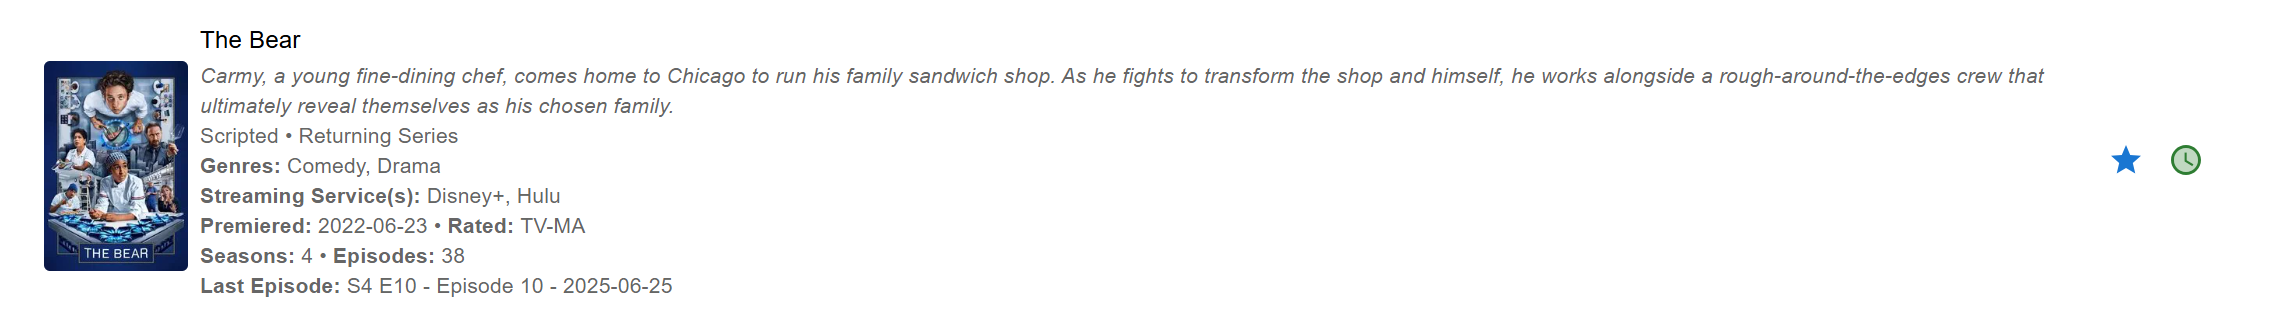 The Bear
Carmy, a young fine-dining chef, comes home to Chicago to run his family sandwich shop. As he fights to transform the shop and himself, he works alongside a rough-around-the-edges crew that
ultimately reveal themselves as his chosen family.
Scripted • Returning Series
Genres: Comedy, Drama
Streaming Service(s): Disney+, Hulu
Premiered: 2022-06-23 • Rated: TV-MA
Seasons: 4 • Episodes: 38
Last Episode: S4 E10 - Episode 10 - 2025-06-25
THE BEAR